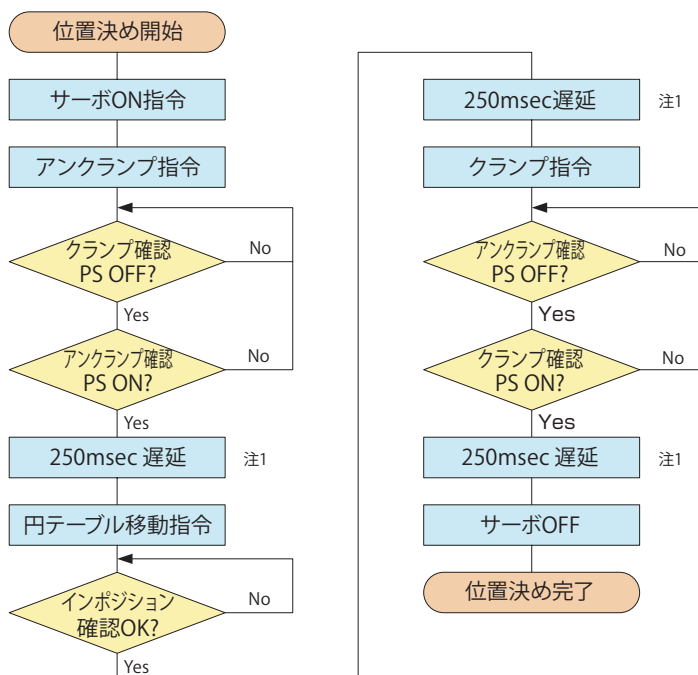 位置決め開始
サーボON指令
アンクランプ指令
クランプ確認
PS OFF?
No
Yes
アンクランプ確認
PS ON?
No
Yes
250msec 遅延
注1
円テーブル移動指令
インポジション
確認OK?
No
Yes
250msec遅延
注1
クランプ指令
アンクランプ確認
PS OFF?
No
Yes
クランプ確認
PS ON?
No
Yes
250msec 遅延
注1
サーボOFF
位置決め完了